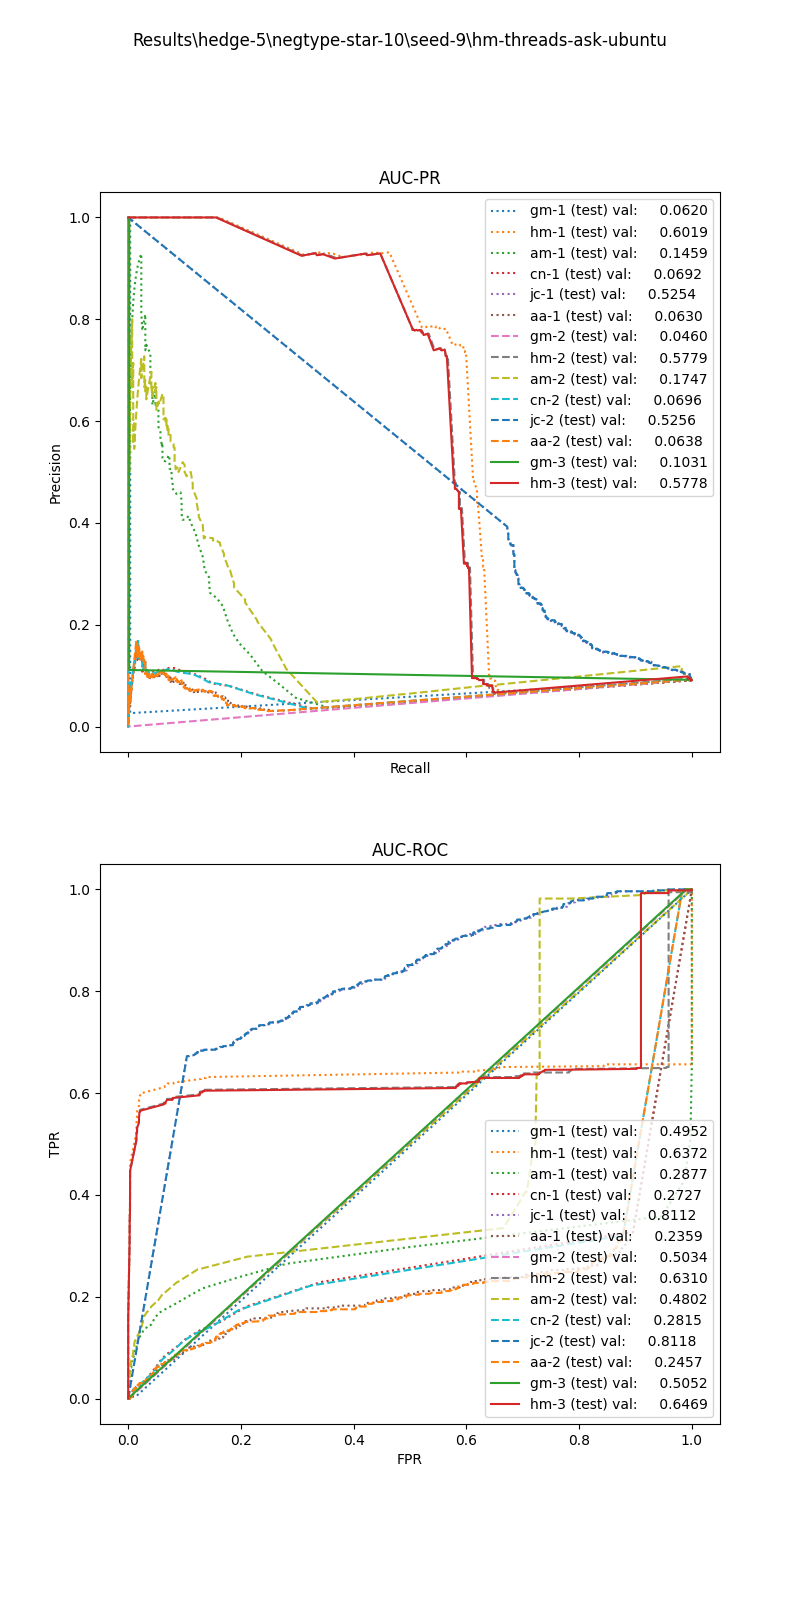 Results\hedge-5\negtype-star-10\seed-9\hm-threads-ask-ubuntu
AUC-PR
1.0
0.8
0.6
0.4
0.2
0.0
Precision
Recall
gm-1 (test) val: 0.0620
hm-1 (test) val: 0.6019
am-1 (test) val: 0.1459
cn-1 (test) val: 0.0692
jc-1 (test) val: 0.5254
aa-1 (test) val: 0.0630
gm-2 (test) val: 0.0460
hm-2 (test) val: 0.5779
am-2 (test) val: 0.1747
cn-2 (test) val: 0.0696
jc-2 (test) val: 0.5256
aa-2 (test) val: 0.0638
gm-3 (test) val: 0.1031
hm-3 (test) val: 0.5778
AUC-ROC
1.0
0.8
0.6
0.4
0.2
0.0
TPR
gm-1 (test) val: 0.4952
hm-1 (test) val: 0.6372
am-1 (test) val: 0.2877
cn-1 (test) val: 0.2727
jc-1 (test) val: 0.8112
aa-1 (test) val: 0.2359
gm-2 (test) val: 0.5034
hm-2 (test) val: 0.6310
am-2 (test) val: 0.4802
cn-2 (test) val: 0.2815
jc-2 (test) val: 0.8118
aa-2 (test) val: 0.2457
gm-3 (test) val: 0.5052
hm-3 (test) val: 0.6469
0.0 0.2 0.4 0.6 0.8 1.0
FPR